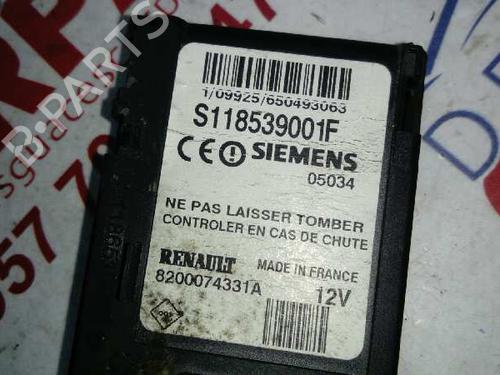 1/09925/650493063
S118539001F
CE SIEMENS
05034
NE PAS LAISSER TOMBER
CONTROLER EN CAS DE CHUTE
RENAULT MADE IN FRANCE
8200074331A 12V
B-PARTS